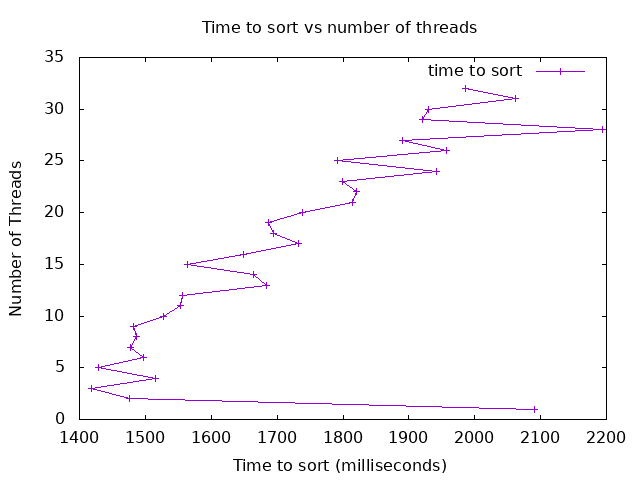 Time to sort vs number of threads
35
time to sort
30
25
20
15
10
5
0
Number of Threads
1400 1500 1600 1700 1800 1900 2000 2100 2200
Time to sort (milliseconds)